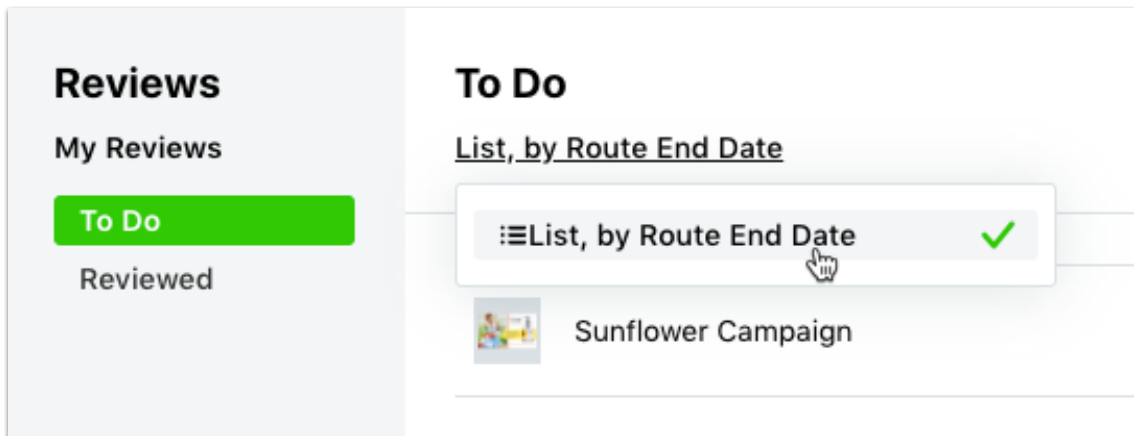 Reviews
My Reviews
To Do
Reviewed
To Do
List, by Route End Date
List, by Route End Date
Sunflower Campaign